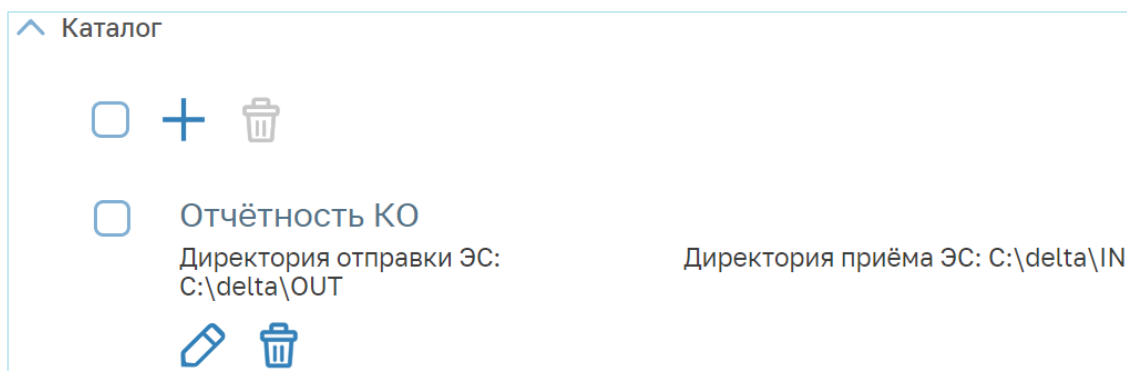 Каталог
Отчётность КО
Директория отправки ЭС:
C:\delta\OUT
Директория приёма ЭС: C:\delta\IN